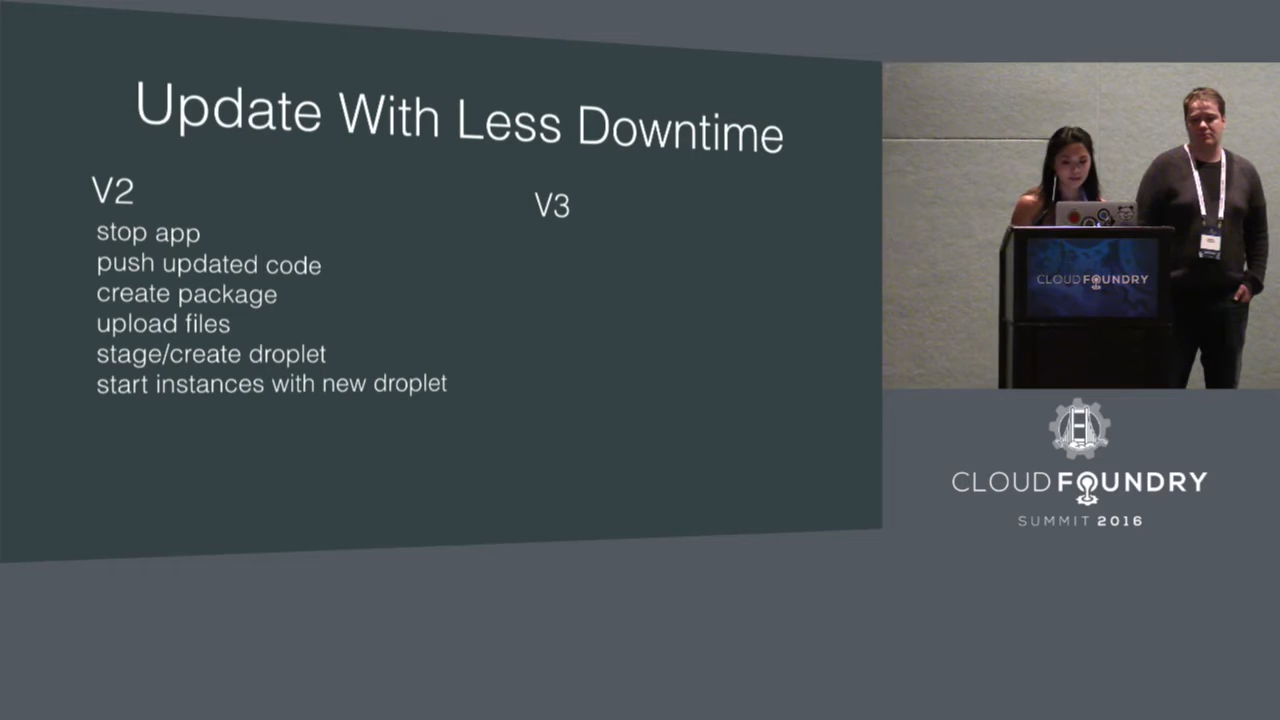 Update With Less Downtime
V2
stop app
push updated code
create package
upload files
stage/create droplet
start instances with new droplet
V3
CLOUD FOUNDRY
CLOUD FOUNDRY
SUMMIT 2016